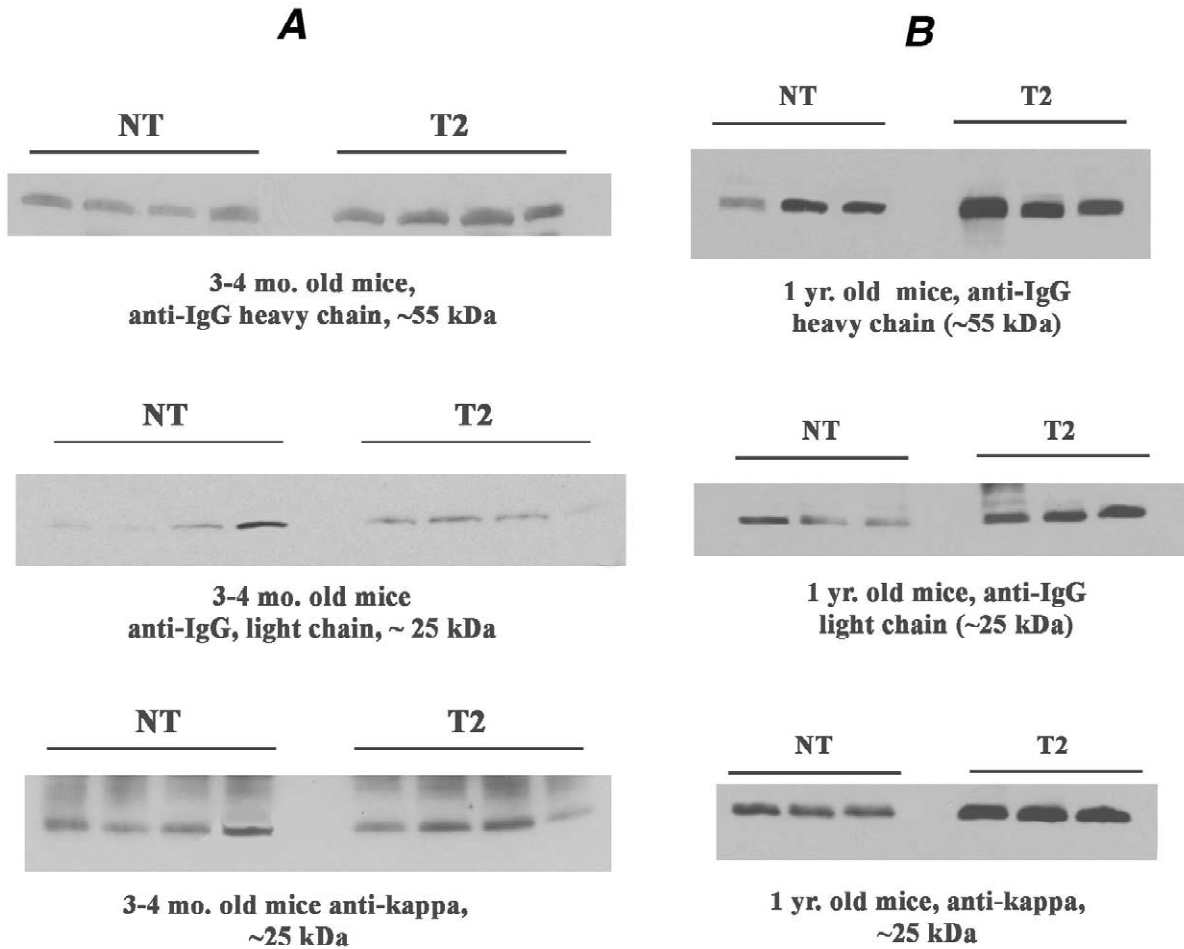 A
NT T2
3-4 mo. old mice,
anti-IgG heavy chain, ~55 kDa
NT T2
3-4 mo. old mice
anti-IgG, light chain, ~ 25 kDa
NT T2
3-4 mo. old mice anti-kappa,
~25 kDa
B
NT T2
1 yr. old mice, anti-IgG
heavy chain (~55 kDa)
NT T2
1 yr. old mice, anti-IgG
light chain (~25 kDa)
NT T2
1 yr. old mice, anti-kappa,
~25 kDa